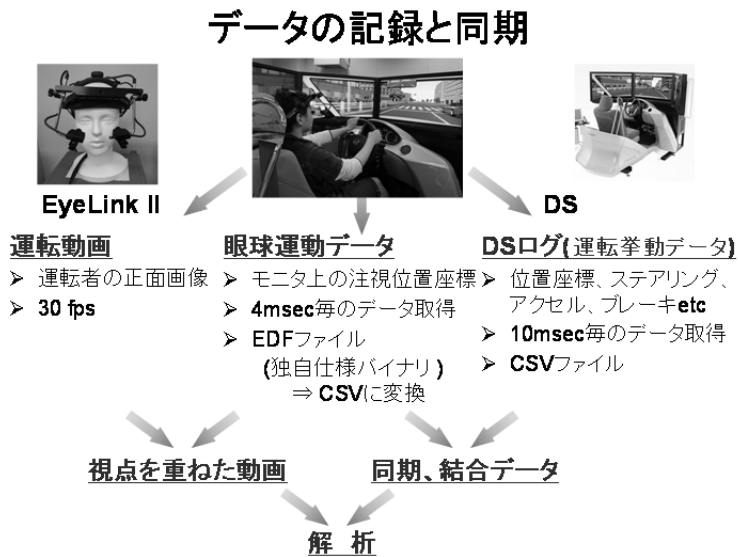 データの記録と同期
EyeLink II
DS
運転動画
➢ 運転者の正面画像
➢ 30 fps
眼球運動データ
➢ モニタ上の注視位置座標
➢ 4msec毎のデータ取得
➢ EDFファイル
(独自仕様バイナリ)
⇒ CSVに変換
DSログ(運転挙動データ)
➢ 位置座標、ステアリング、
アクセル、ブレーキetc
➢ 10msec毎のデータ取得
➢ CSVファイル
視点を重ねた動画
同期、結合データ
解 析